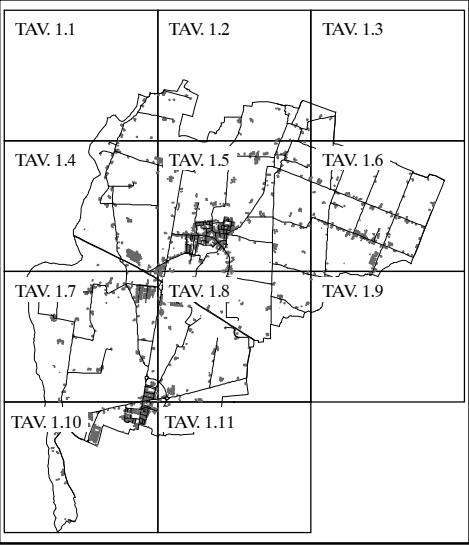 TAV. 1.1 TAV. 1.2 TAV. 1.3
TAV. 1.4 TAV. 1.5 TAV. 1.6
TAV. 1.7 TAV. 1.8 TAV. 1.9
TAV. 1.10 TAV. 1.11